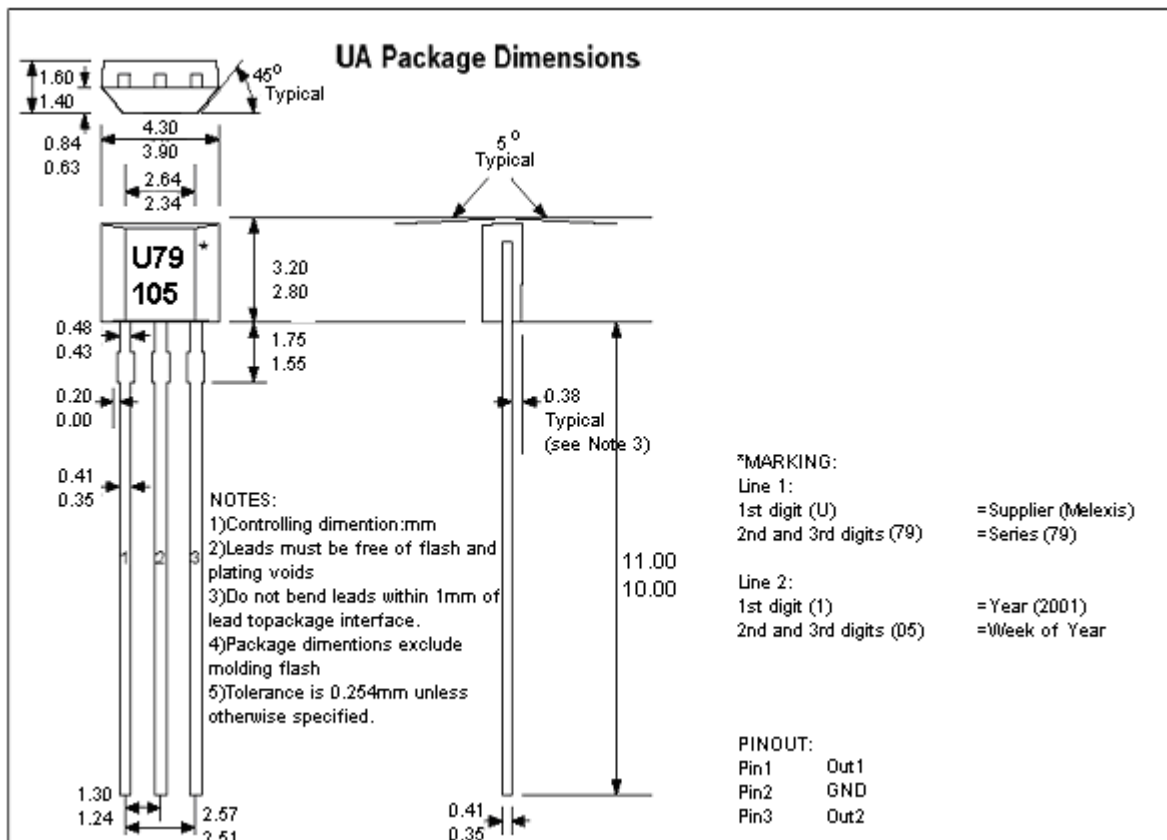 UA Package Dimensions
1.60
1.40
45° Typical
0.84
0.63
4.30
3.90
2.64
2.34
5° Typical
U79 *
105
3.20
2.80
0.48
0.43
1.75
1.55
0.20
0.00
0.38
Typical
(see Note 3)
0.41
0.35
1 2 3
NOTES:
1)Controlling dimention:mm
2)Leads must be free of flash and
plating voids
3)Do not bend leads within 1mm of
lead topackage interface.
4)Package dimentions exclude
molding flash
5)Tolerance is 0.254mm unless
otherwise specified.
11.00
10.00
*MARKING:
Line 1:
1st digit (U) =Supplier (Melexis)
2nd and 3rd digits (79) =Series (79)
Line 2:
1st digit (1) =Year (2001)
2nd and 3rd digits (05) =Week of Year
PINOUT:
Pin1 Out1
Pin2 GND
Pin3 Out2
1.30
1.24
2.57
2.51
0.41
0.35